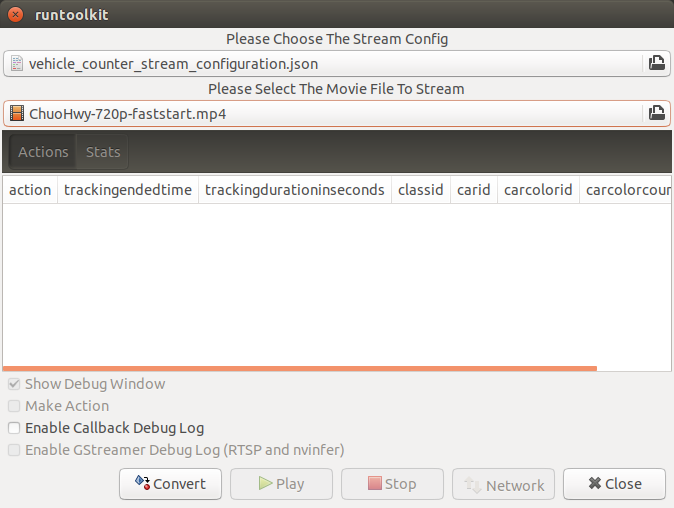 runtoolkit
Please Choose The Stream Config
vehicle_counter_stream_configuration.json
Please Select The Movie File To Stream
ChuoHwy-720p-faststart.mp4
Actions Stats
action trackingendedtime trackingdurationinseconds classid carid carcolorid carcolorcour
Show Debug Window
Make Action
Enable Callback Debug Log
Enable GStreamer Debug Log (RTSP and nvinfer)
Convert Play Stop Network Close